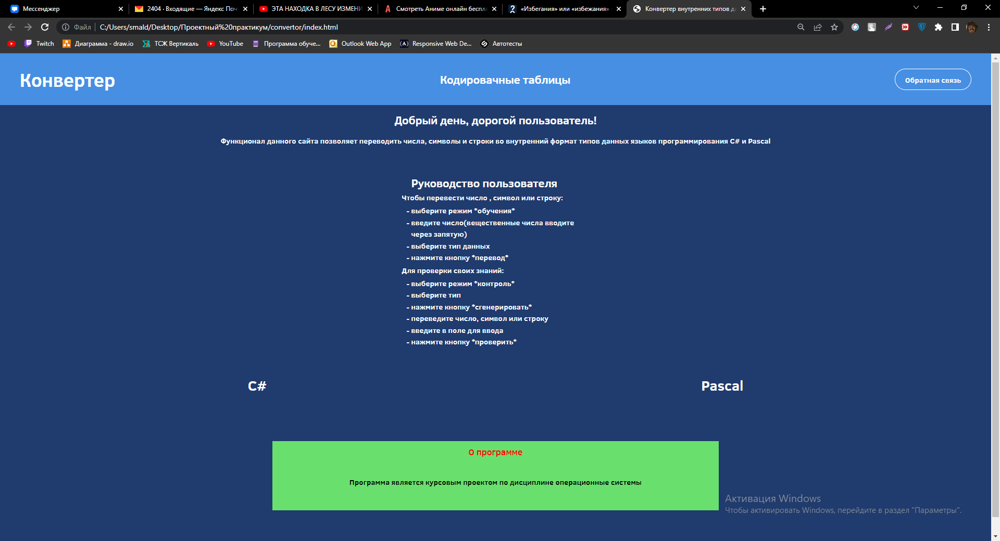 Мессенджер
2404 · Входящие — Яндекс Поч
ЭТА НАХОДКА В ЛЕСУ ИЗМЕНИ
Смотреть Аниме онлайн беспла
«Избегания» или «избежания»
Конвертер внутренних типов да
Файл
C:/Users/smald/Desktop/Проектный%20практикум/convertor/index.html
Twitch
Диаграмма - draw.io
ТСЖ Вертикаль
YouTube
Программа обуче...
Outlook Web App
Responsive Web De...
Автотесты
Конвертер
Кодировачные таблицы
Обратная связь
Добрый день, дорогой пользователь!
Функционал данного сайта позволяет переводить числа, символы и строки во внутренний формат типов данных языков программирования C# и Pascal
Руководство пользователя
Чтобы перевести число , символ или строку:
- выберите режим *обучения*
- введите число(вещественные числа вводите
через запятую)
- выберите тип данных
- нажмите кнопку *перевод*
Для проверки своих знаний:
- выберите режим *контроль*
- выберите тип
- нажмите кнопку *сгенерировать*
- переведите число, символ или строку
- введите в поле для ввода
- нажмите кнопку *проверить*
C#
Pascal
О программе
Программа является курсовым проектом по дисциплине операционные системы
Активация Windows
Чтобы активировать Windows, перейдите в раздел "Параметры".